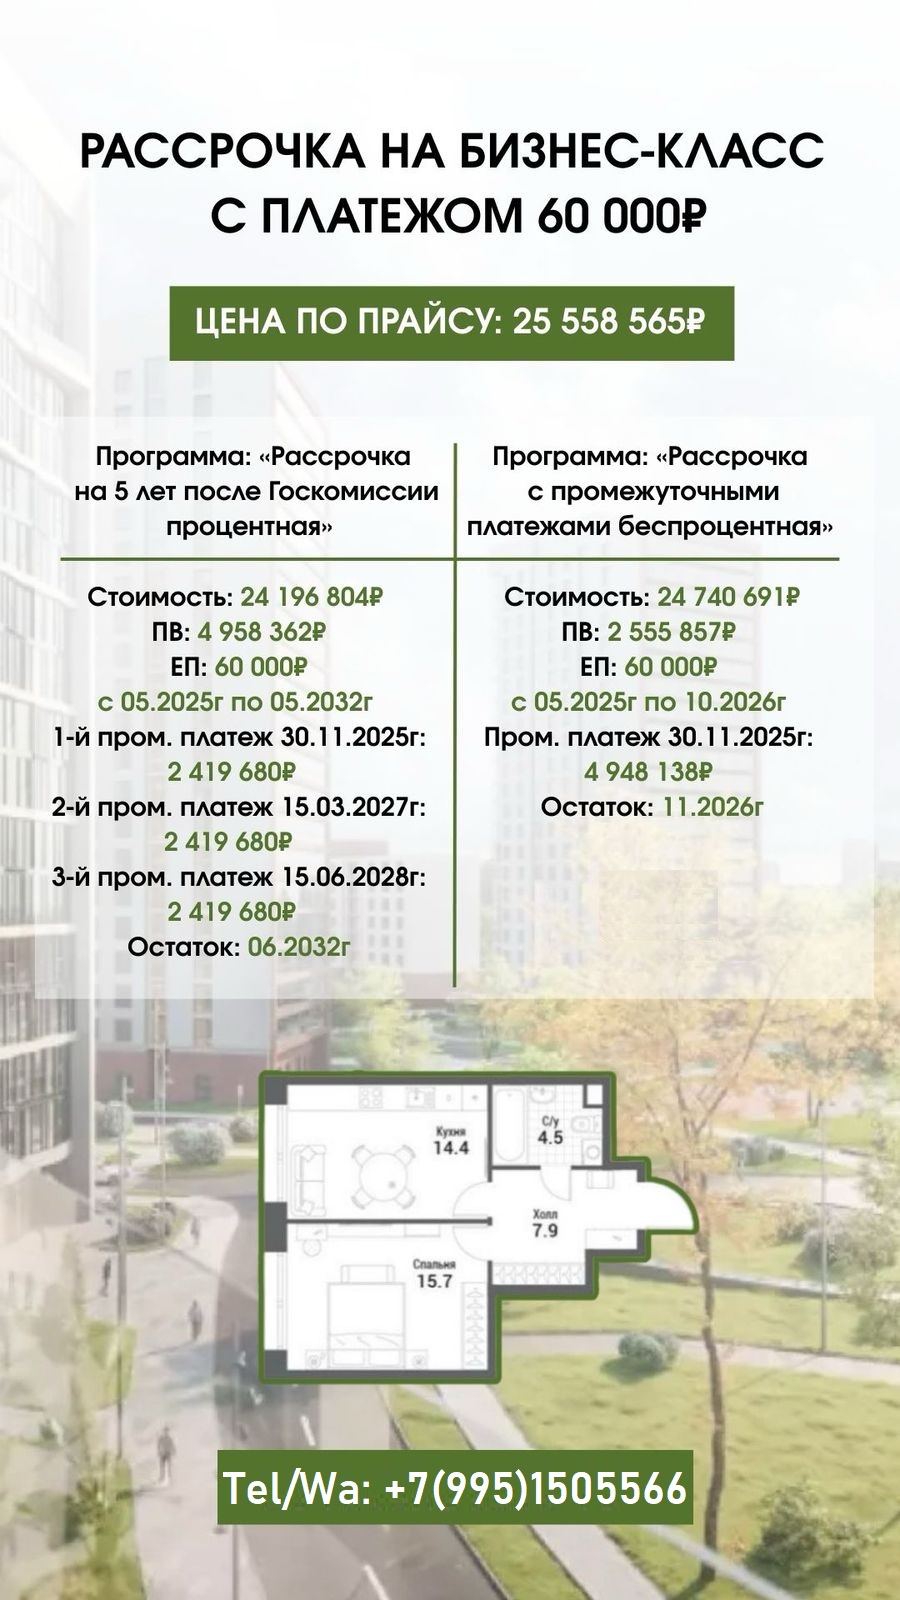 РАССРОЧКА НА БИЗНЕС-КЛАСС
С ПЛАТЕЖОМ 60 000₽
ЦЕНА ПО ПРАЙСУ: 25 558 565₽
Программа: «Рассрочка
на 5 лет после Госкомиссии
процентная»
Стоимость: 24 196 804₽
ПВ: 4 958 362₽
ЕП: 60 000₽
с 05.2025г по 05.2032г
1-й пром. платеж 30.11.2025г:
2 419 680₽
2-й пром. платеж 15.03.2027г:
2 419 680₽
3-й пром. платеж 15.06.2028г:
2 419 680₽
Остаток: 06.2032г
Программа: «Рассрочка
с промежуточными
платежами беспроцентная»
Стоимость: 24 740 691₽
ПВ: 2 555 857₽
ЕП: 60 000₽
с 05.2025г по 10.2026г
Пром. платеж 30.11.2025г:
4 948 138₽
Остаток: 11.2026г
Кухня
14.4
С/у
4.5
Холл
7.9
Спальня
15.7
Tel/Wa: +7(995)1505566